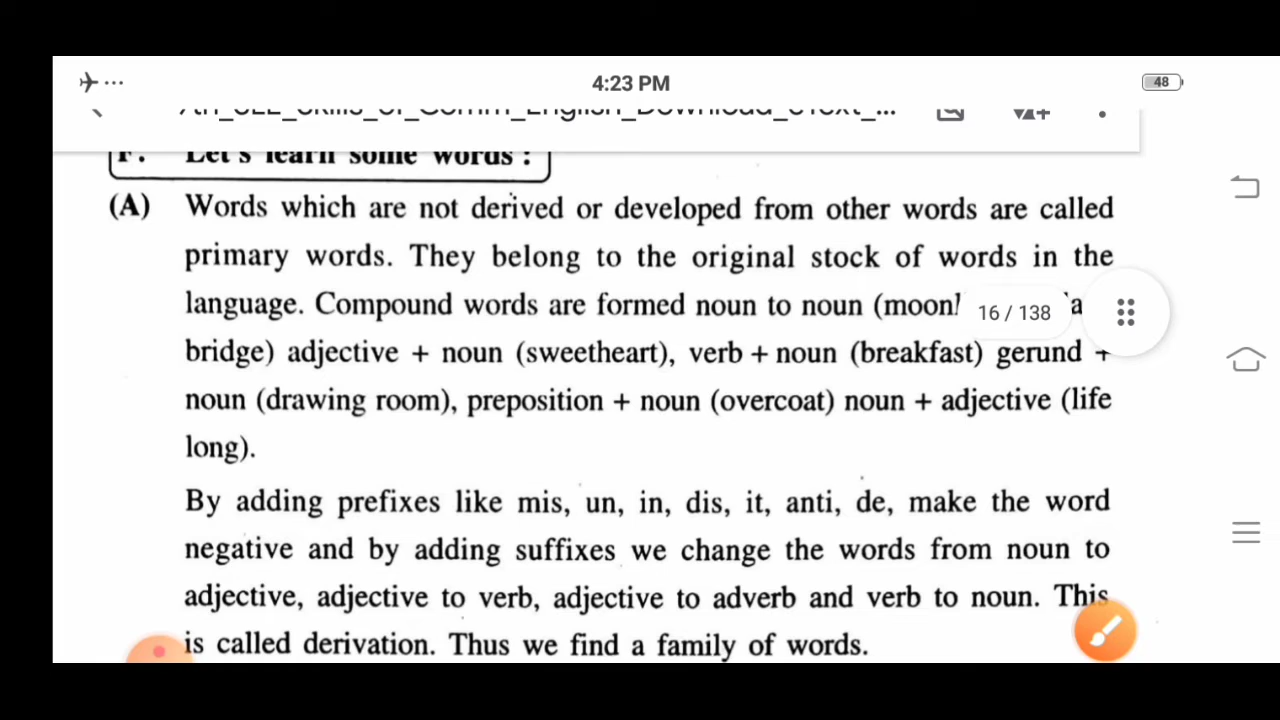 4:23 PM
48
F. Let's learn some words :
16 / 138
(A) Words which are not derived or developed from other words are called
primary words. They belong to the original stock of words in the
language. Compound words are formed noun to noun
bridge) adjective + noun (sweetheart), verb + noun (breakfast) gerund +
noun (drawing room), preposition + noun (overcoat) noun + adjective (life
long).
By adding prefixes like mis, un, in, dis, it, anti, de, make the word
negative and by adding suffixes we change the words from noun to
adjective, adjective to verb, adjective to adverb and verb to noun. This
is called derivation. Thus we find a family of words.